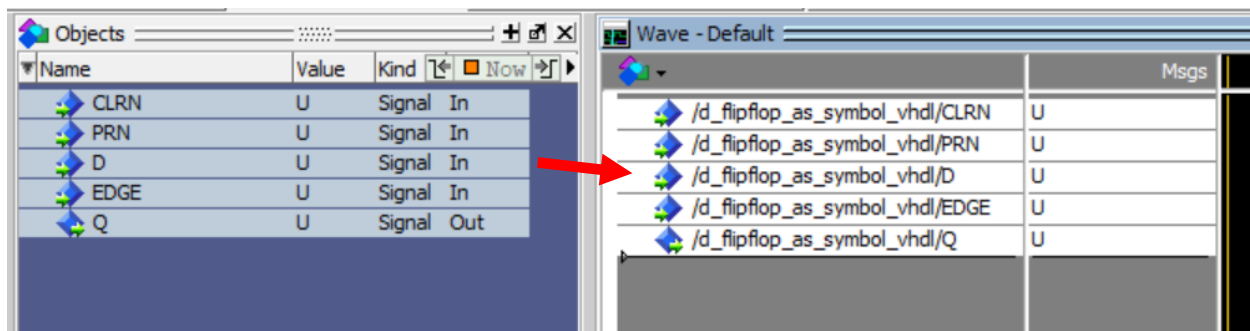 Objects
Name Value Kind Now
CLRN U Signal In
PRN U Signal In
D U Signal In
EDGE U Signal In
Q U Signal Out
Wave - Default
Msgs
/d_flipflop_as_symbol_vhdl/CLRN U
/d_flipflop_as_symbol_vhdl/PRN U
/d_flipflop_as_symbol_vhdl/D U
/d_flipflop_as_symbol_vhdl/EDGE U
/d_flipflop_as_symbol_vhdl/Q U